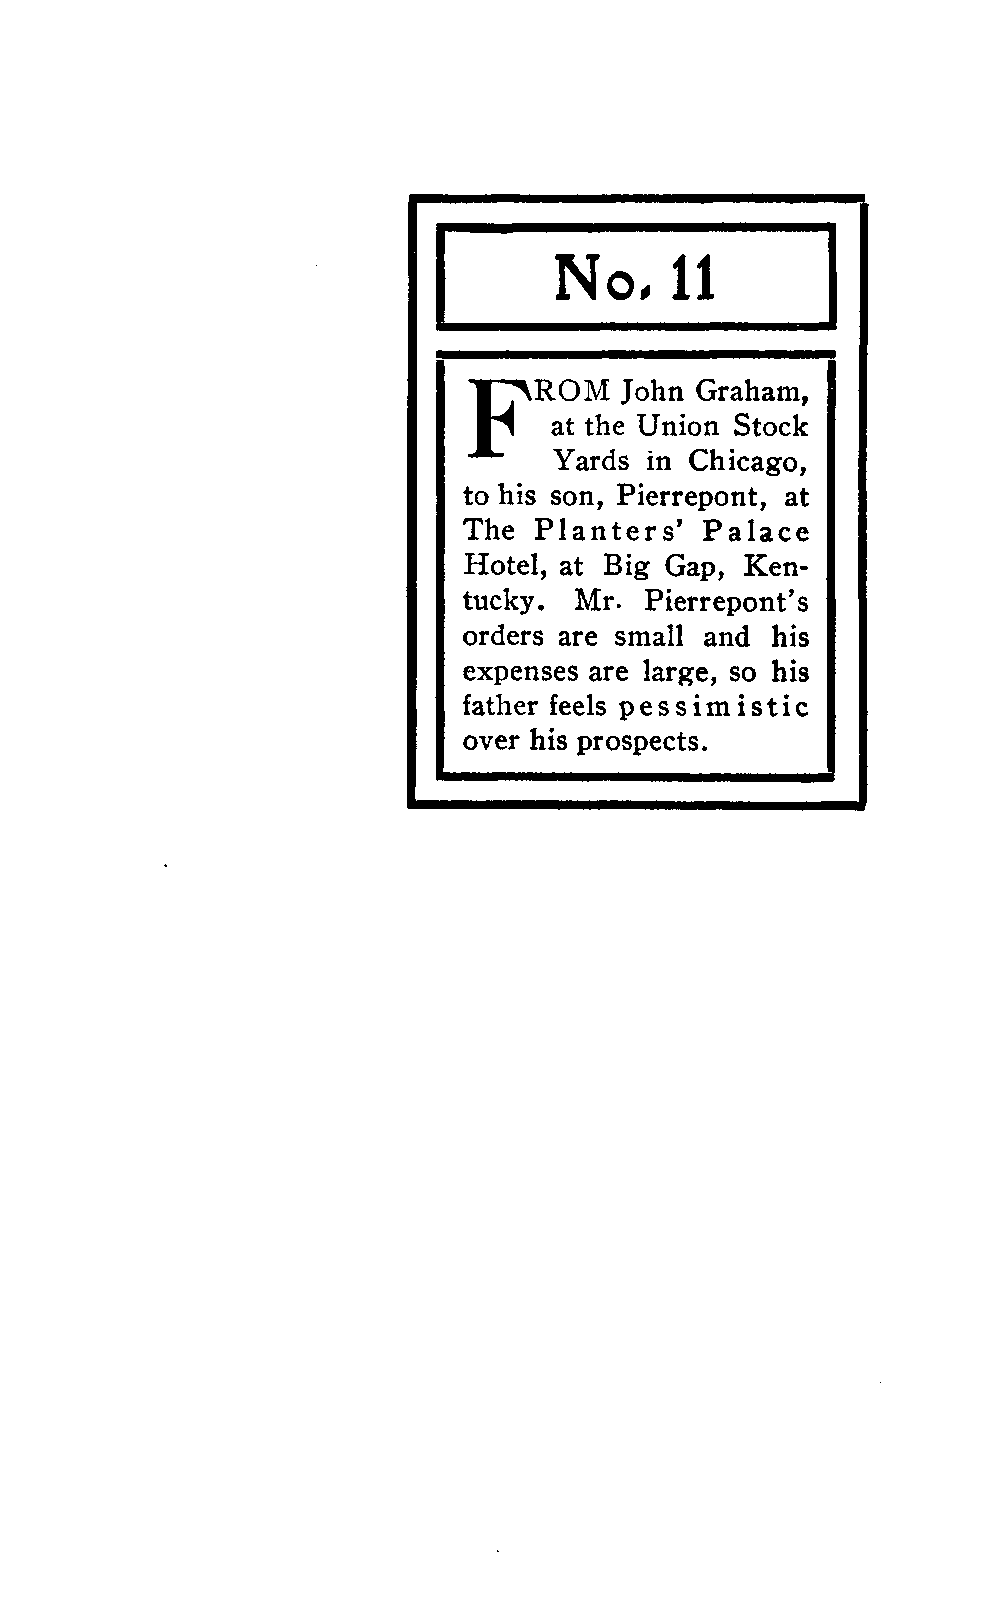 No. 11
FROM John Graham,
at the Union Stock
Yards in Chicago,
to his son, Pierrepont, at
The Planters' Palace
Hotel, at Big Gap, Ken-
tucky. Mr. Pierrepont's
orders are small and his
expenses are large, so his
father feels pessimistic
over his prospects.